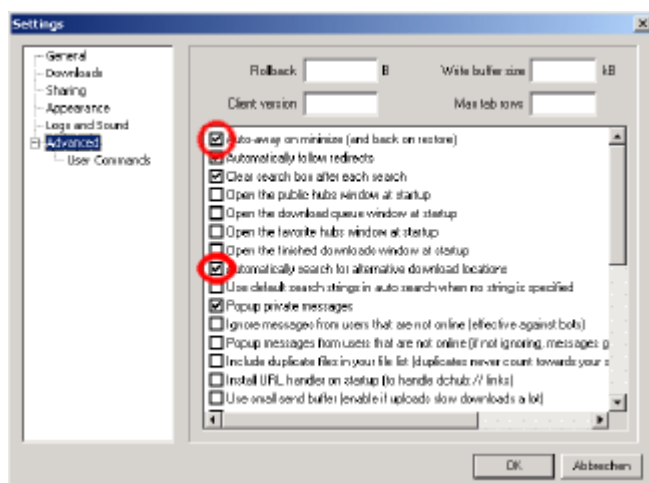 Settings
General
Downloads
Sharing
Appearance
Logs and Sound
Advanced
User Commands
Rollback B Write buffer size kB
Client version Max tab rows
Auto-away on minimize (and back on restore)
Automatically follow redirects
Clear search box after each search
Open the public hubs window at startup
Open the download queue window at startup
Open the favorite hubs window at startup
Open the finished downloads window at startup
Automatically search for alternative download locations
Use default search strings in auto search when no string is specified
Popup private messages
Ignore messages from users that are not online (effective against bots)
Popup messages from users that are not online (if not ignoring, messages g
Include duplicate files in your file list (duplicates never count towards your s
Install URL handler on startup (to handle dchub:// links)
Use small send buffer (enable if uploads slow downloads a lot)
OK Abbrechen